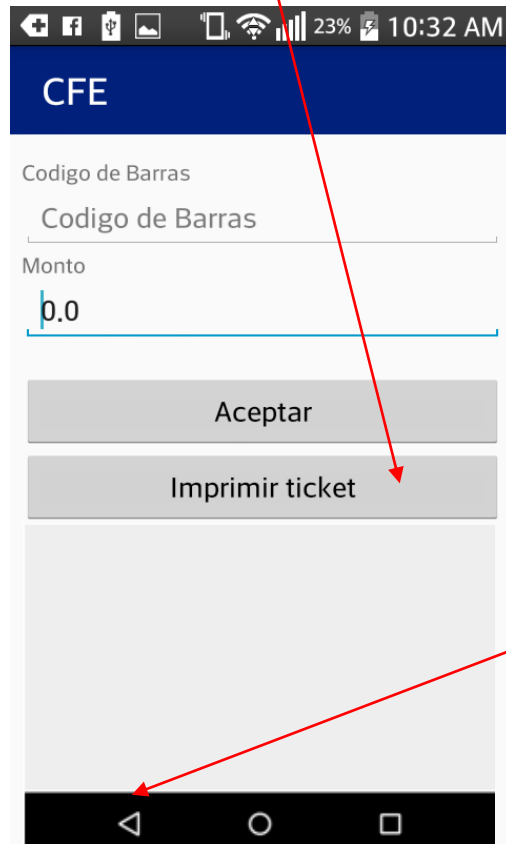 23% 10:32 AM
CFE
Codigo de Barras
Codigo de Barras
Monto
0.0
Aceptar
Imprimir ticket